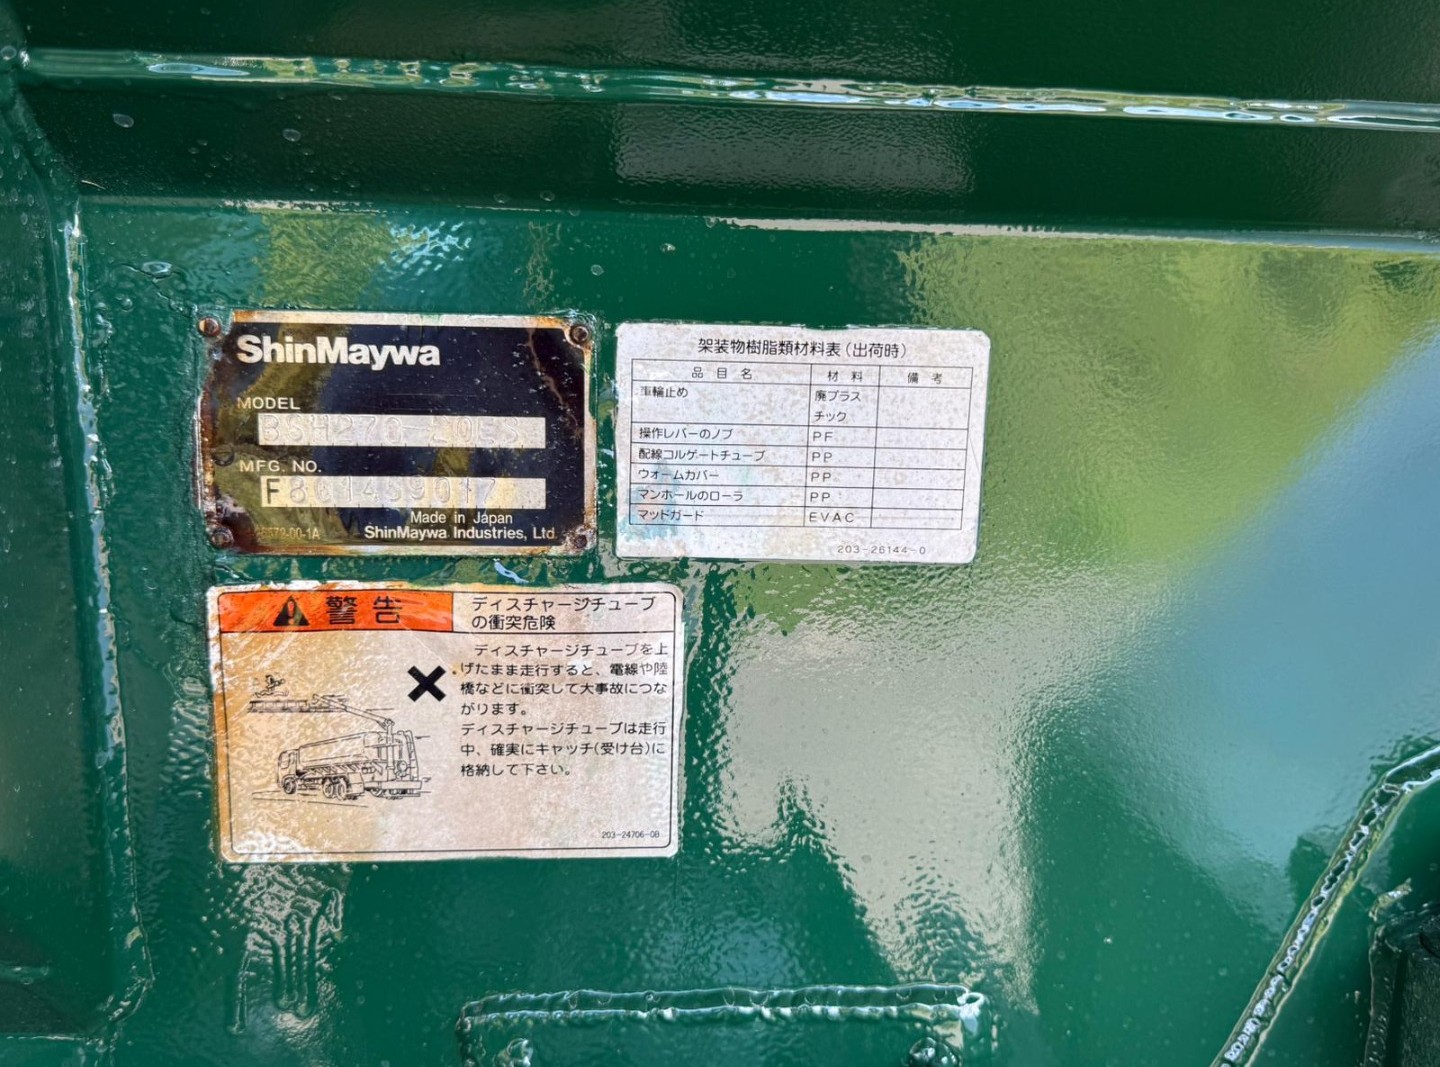 ShinMaywa
MODEL
MFG. NO.
F8614S9017
Made in Japan
ShinMaywa Industries, Ltd.
架装物樹脂類材料表(出荷時)
品目名 材料 備考
車輪止め 廃プラス
チック
操作レバーのノブ PF
配線コルゲートチューブ PP
ウォームカバー PP
マンホールのローラ PP
マッドガード EVAC
203-26144-0
警告
ディスチャージチューブ
の衝突危険
ディスチャージチューブを上
げたまま走行すると、電線や陸
橋などに衝突して大事故につな
がります。
ディスチャージチューブは走行
中、確実にキャッチ(受け台)に
格納して下さい。
203-24706-0B